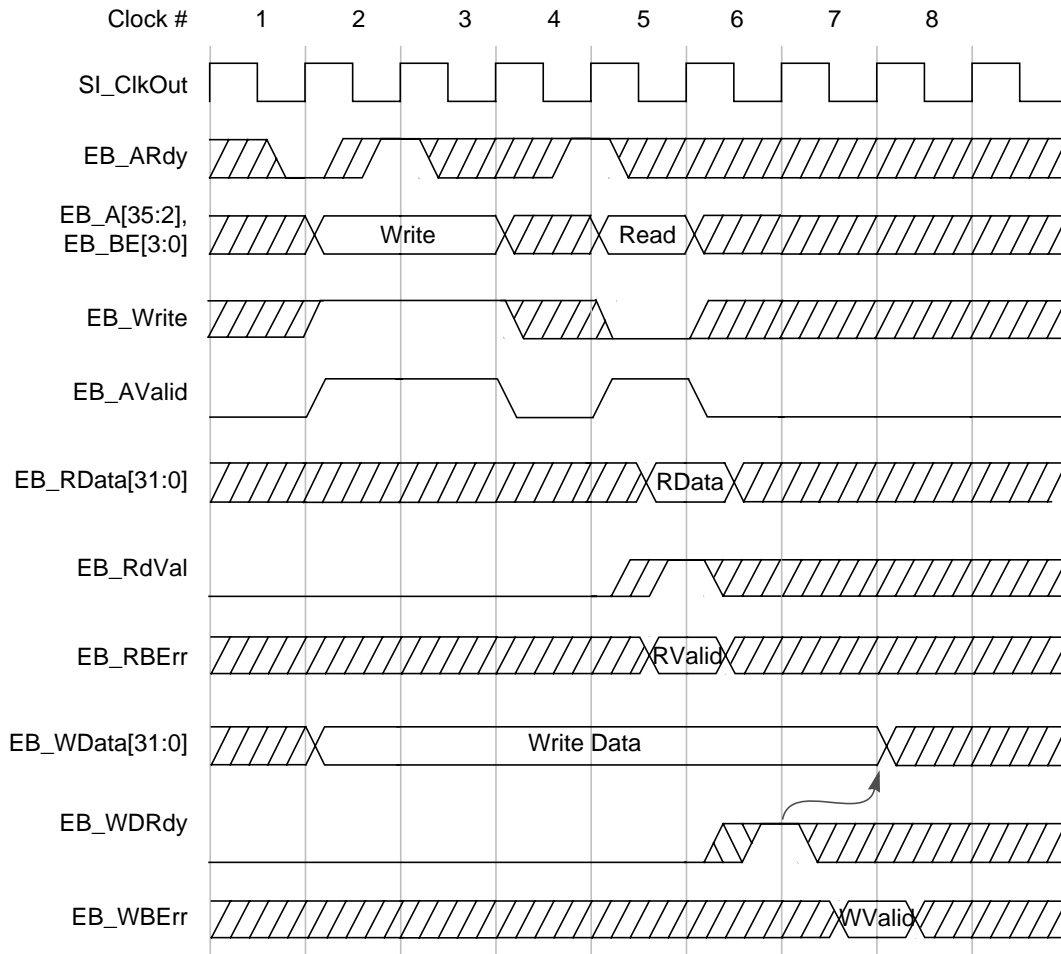 Clock # 1 2 3 4 5 6 7 8
SI_ClkOut
EB_ARdy
EB_A[35:2],
EB_BE[3:0]
Write Read
EB_Write
EB_AValid
EB_RData[31:0] RData
EB_RdVal
EB_RBErr RValid
EB_WData[31:0] Write Data
EB_WDRdy
EB_WBErr WValid